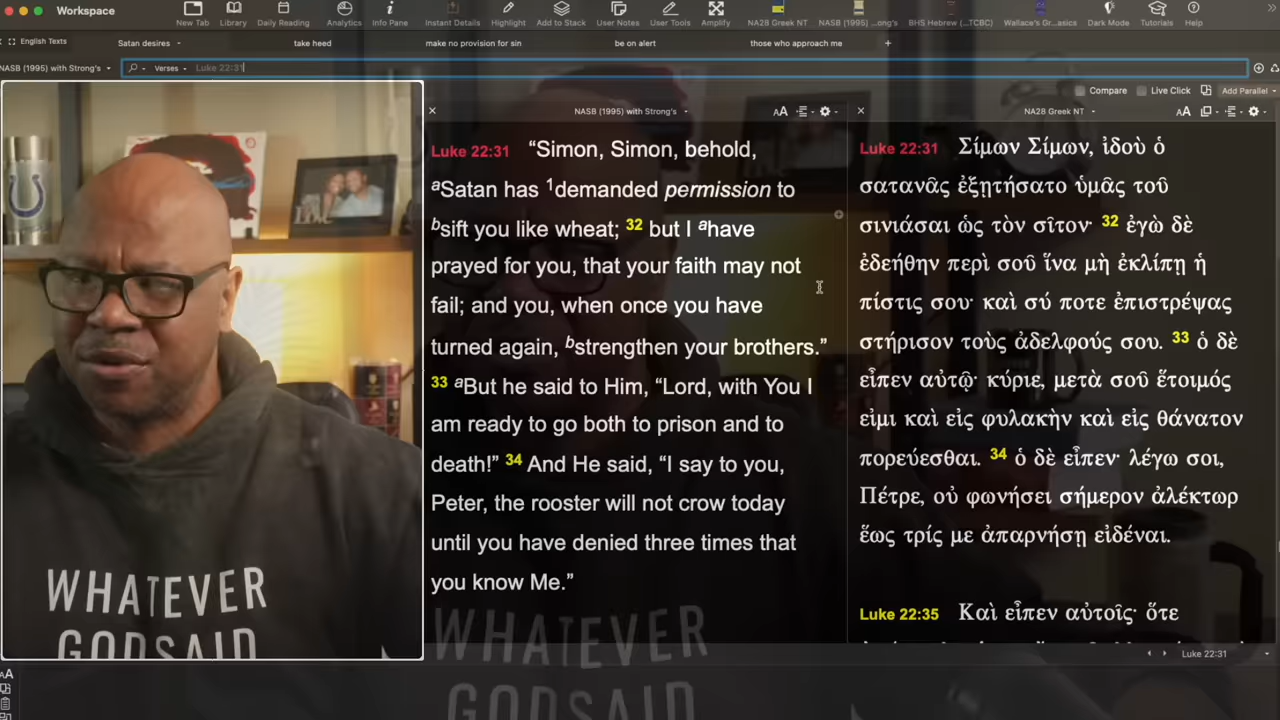 Workspace
New Tab Library Daily Reading Analytics Info Pane Instant Details Highlight Add to Stack User Notes User Tools Amplify NA28 Greek NT NASB (1995) ...ong's BHS Hebrew (...TCBC) Wallace's Gr...asics Dark Mode Tutorials Help
English Texts Satan desires take heed make no provision for sin be on alert those who approach me +
NASB (1995) with Strong's Verses Luke 22:31
Compare Live Click Add Parallel
NASB (1995) with Strong's
Luke 22:31 “Simon, Simon, behold,
aSatan has 1demanded permission to
bsift you like wheat; 32 but I ahave
prayed for you, that your faith may not
fail; and you, when once you have
turned again, bstrengthen your brothers.”
33 aBut he said to Him, “Lord, with You I
am ready to go both to prison and to
death!” 34 And He said, “I say to you,
Peter, the rooster will not crow today
until you have denied three times that
you know Me.”
NA28 Greek NT
Luke 22:31 Σίμων Σίμων, ἰδοὺ ὁ
σατανᾶς ἐξῃτήσατο ὑμᾶς τοῦ
σινιάσαι ὡς τὸν σῖτον· 32 ἐγὼ δὲ
ἐδεήθην περὶ σοῦ ἵνα μὴ ἐκλίπῃ ἡ
πίστις σου· καὶ σύ ποτε ἐπιστρέψας
στήρισον τοὺς ἀδελφούς σου. 33 ὁ δὲ
εἶπεν αὐτῷ· κύριε, μετὰ σοῦ ἕτοιμός
εἰμι καὶ εἰς φυλακὴν καὶ εἰς θάνατον
πορεύεσθαι. 34 ὁ δὲ εἶπεν· λέγω σοι,
Πέτρε, οὐ φωνήσει σήμερον ἀλέκτωρ
ἕως τρίς με ἀπαρνήσῃ εἰδέναι.
Luke 22:35 Καὶ εἶπεν αὐτοῖς· ὅτε
Luke 22:31
WHATEVER
GODSAID
WHATEVER
GODSAID